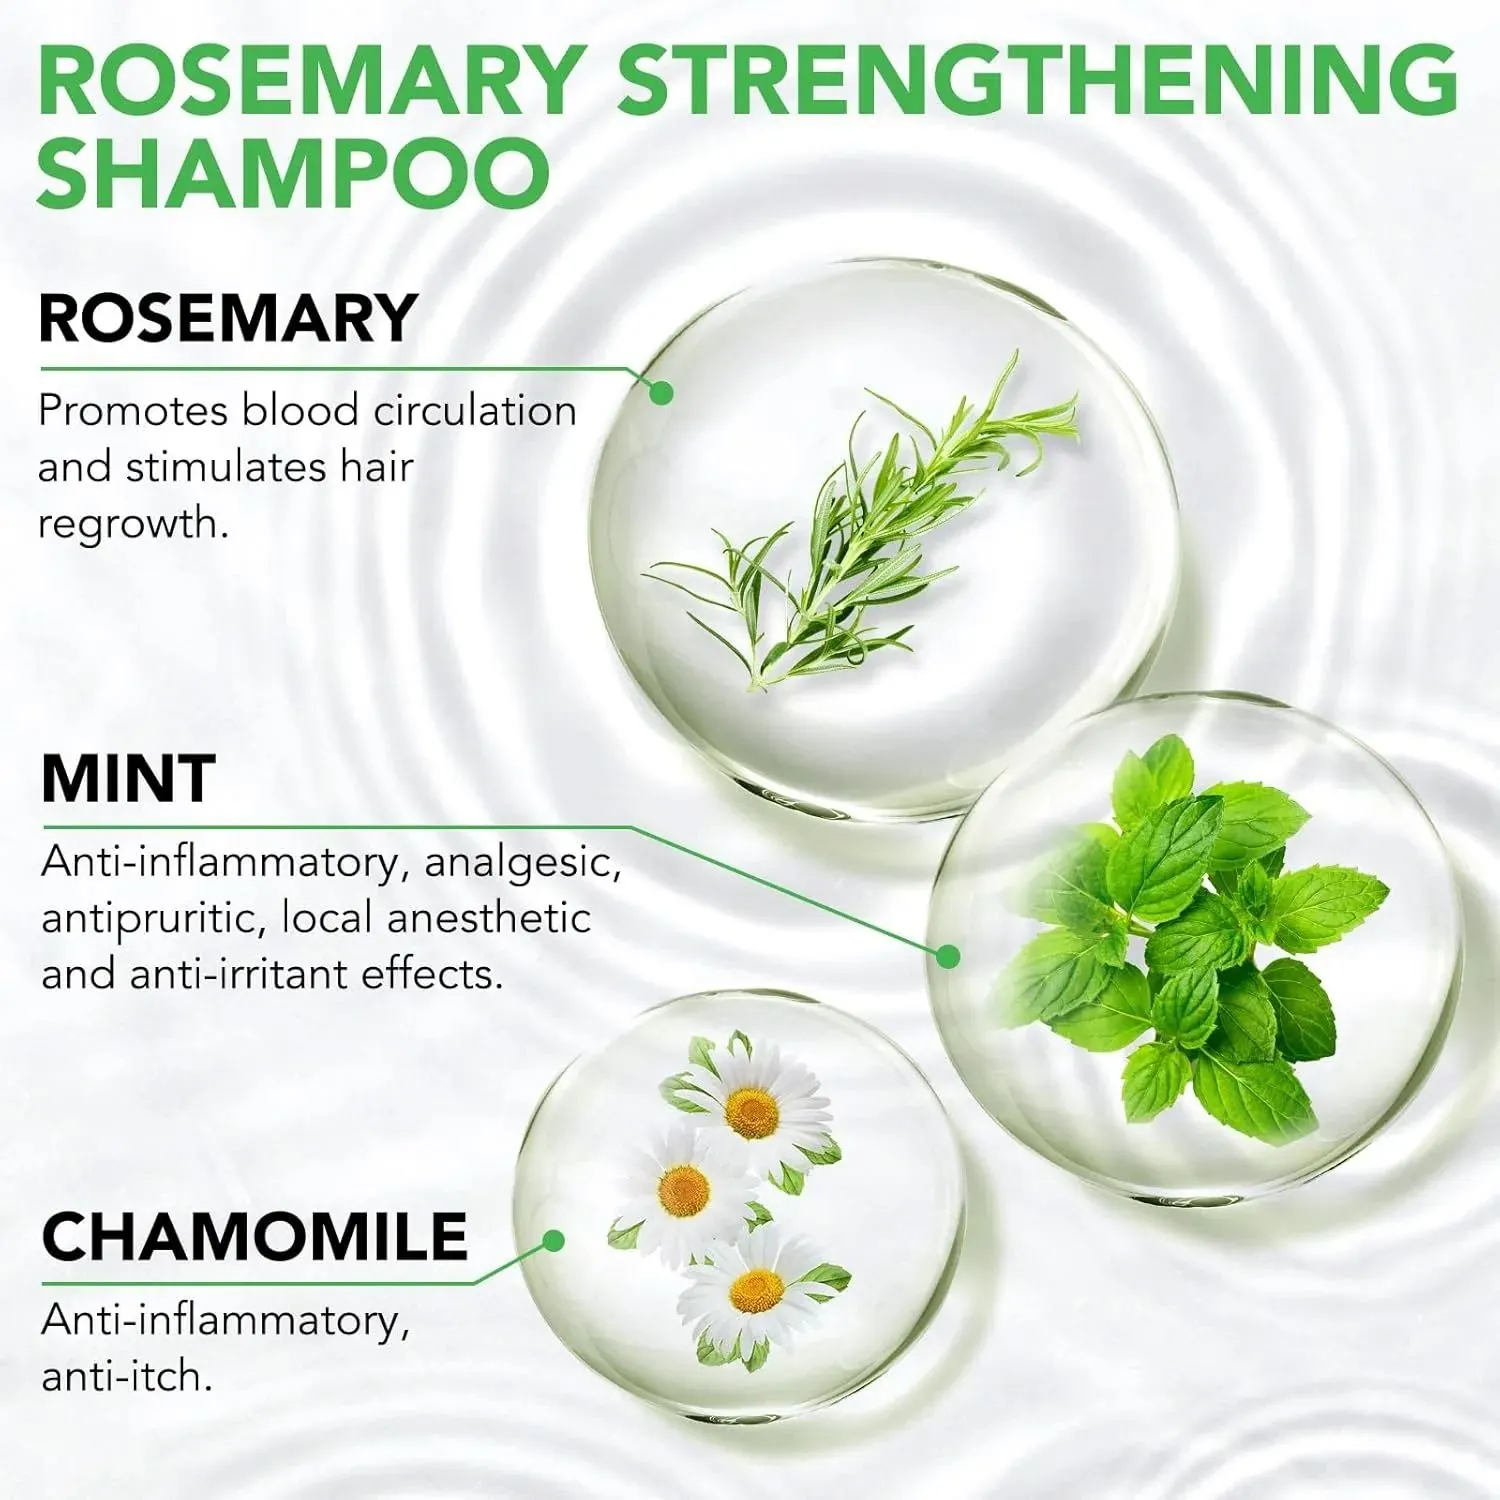 ROSEMARY STRENGTHENING
SHAMPOO
ROSEMARY
Promotes blood circulation
and stimulates hair
regrowth.
MINT
Anti-inflammatory, analgesic,
antipruritic, local anesthetic
and anti-irritant effects.
CHAMOMILE
Anti-inflammatory,
anti-itch.